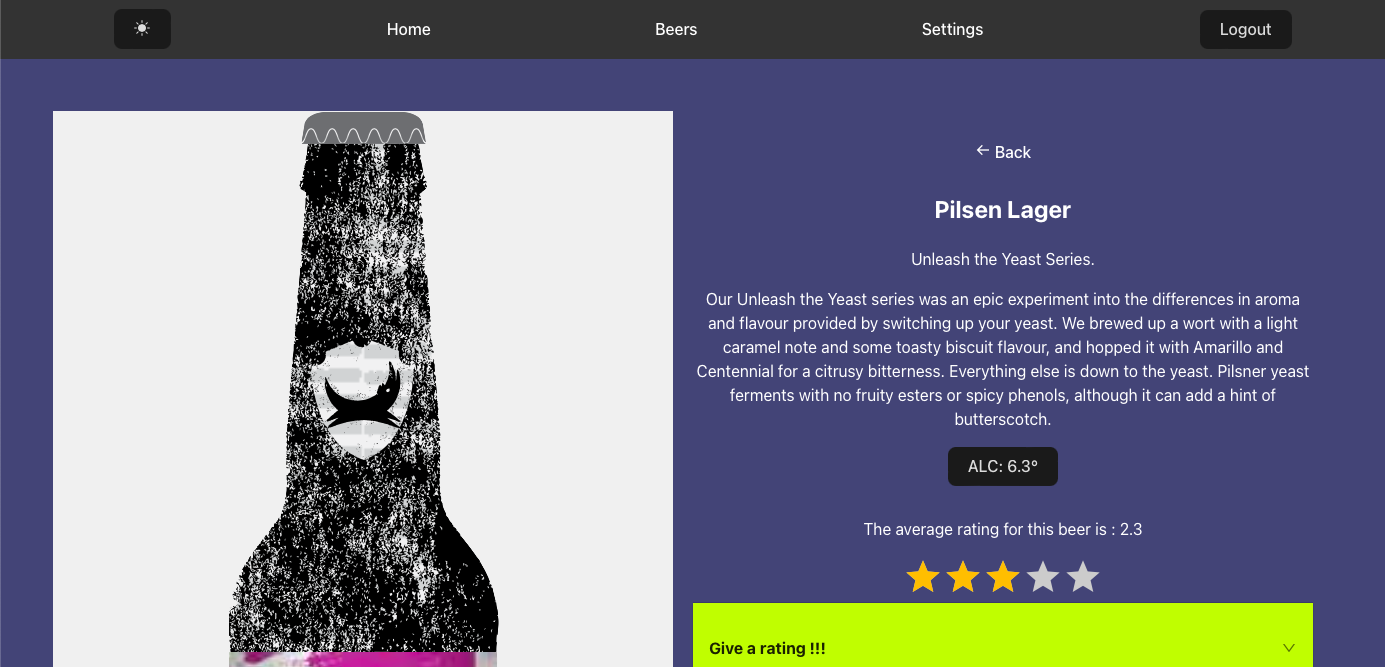 Home
Beers
Settings
Logout
← Back
Pilsen Lager
Unleash the Yeast Series.
Our Unleash the Yeast series was an epic experiment into the differences in aroma
and flavour provided by switching up your yeast. We brewed up a wort with a light
caramel note and some toasty biscuit flavour, and hopped it with Amarillo and
Centennial for a citrusy bitterness. Everything else is down to the yeast. Pilsner yeast
ferments with no fruity esters or spicy phenols, although it can add a hint of
butterscotch.
ALC: 6.3º
The average rating for this beer is : 2.3
Give a rating !!!